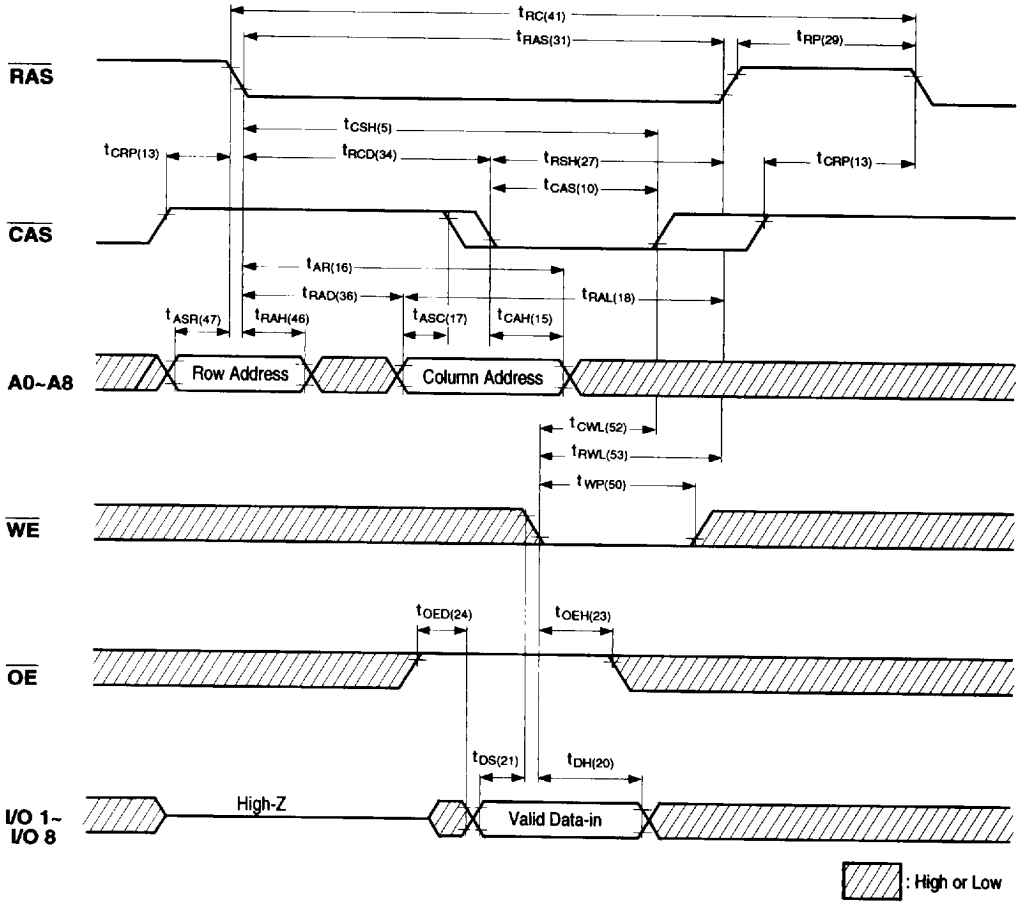 tRC(41)
tRAS(31)
tRP(29)
RAS
tCSH(5)
tCRP(13)
tRCD(34)
tRSH(27)
tCRP(13)
tCAS(10)
CAS
tAR(16)
tRAD(36)
tRAL(18)
tASR(47)
tRAH(46)
tASC(17)
tCAH(15)
A0~A8
Row Address
Column Address
tCWL(52)
tRWL(53)
tWP(50)
WE
tOED(24)
tOEH(23)
OE
tDS(21)
tDH(20)
I/O 1~
I/O 8
High-Z
Valid Data-in
: High or Low